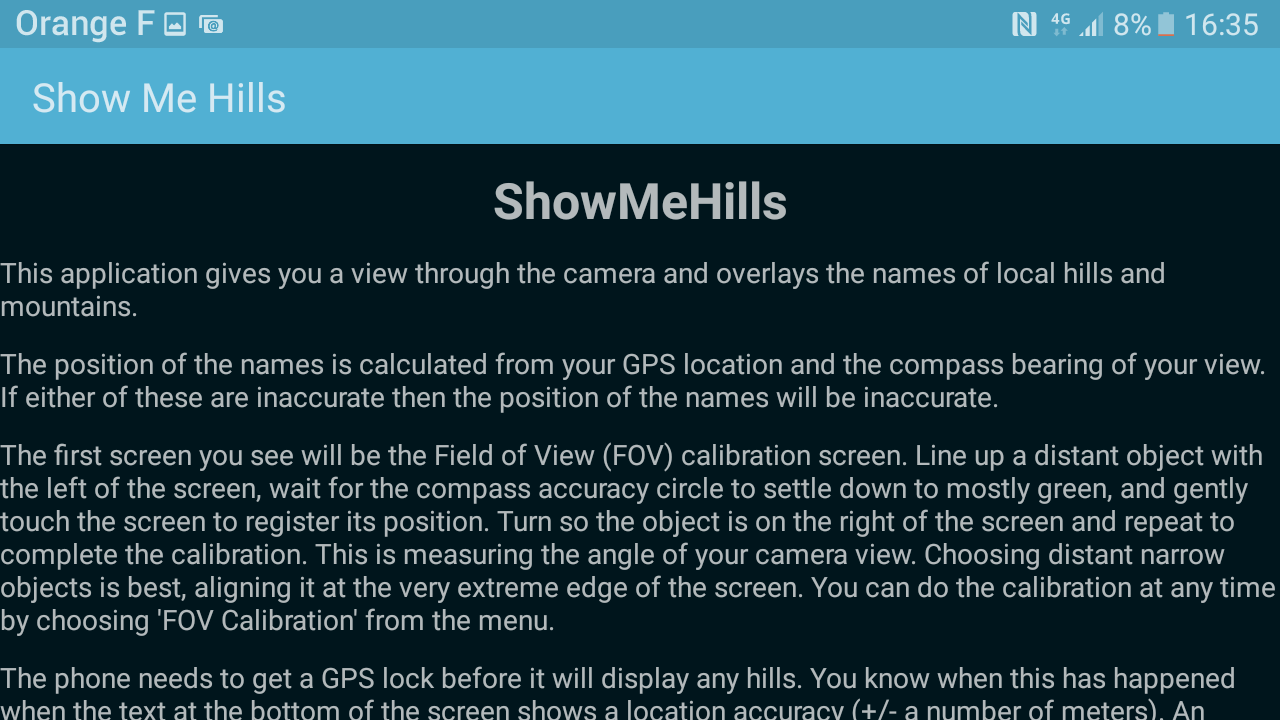 Orange F 4G 8% 16:35
Show Me Hills
ShowMeHills
This application gives you a view through the camera and overlays the names of local hills and
mountains.
The position of the names is calculated from your GPS location and the compass bearing of your view.
If either of these are inaccurate then the position of the names will be inaccurate.
The first screen you see will be the Field of View (FOV) calibration screen. Line up a distant object with
the left of the screen, wait for the compass accuracy circle to settle down to mostly green, and gently
touch the screen to register its position. Turn so the object is on the right of the screen and repeat to
complete the calibration. This is measuring the angle of your camera view. Choosing distant narrow
objects is best, aligning it at the very extreme edge of the screen. You can do the calibration at any time
by choosing 'FOV Calibration' from the menu.
The phone needs to get a GPS lock before it will display any hills. You know when this has happened
when the text at the bottom of the screen shows a location accuracy (+/- a number of meters). An